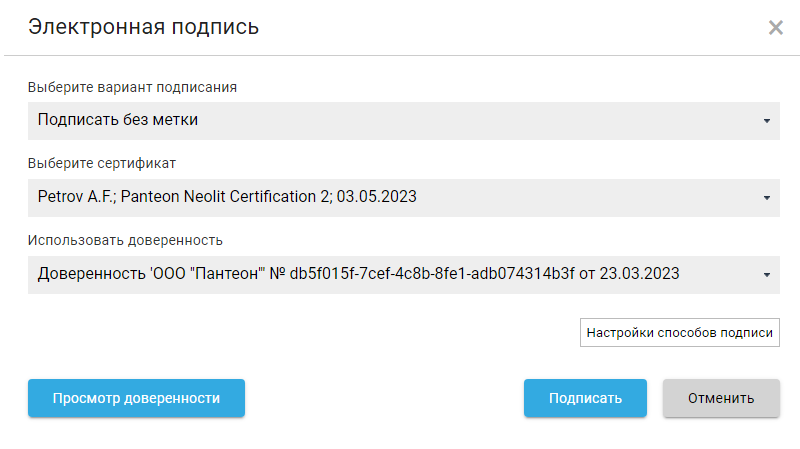 Электронная подпись
Выберите вариант подписания
Подписать без метки
Выберите сертификат
Petrov A.F.; Panteon Neolit Certification 2; 03.05.2023
Использовать доверенность
Доверенность 'ООО "Пантеон"' № db5f015f-7cef-4c8b-8fe1-adb074314b3f от 23.03.2023
Настройки способов подписи
Просмотр доверенности
Подписать
Отменить